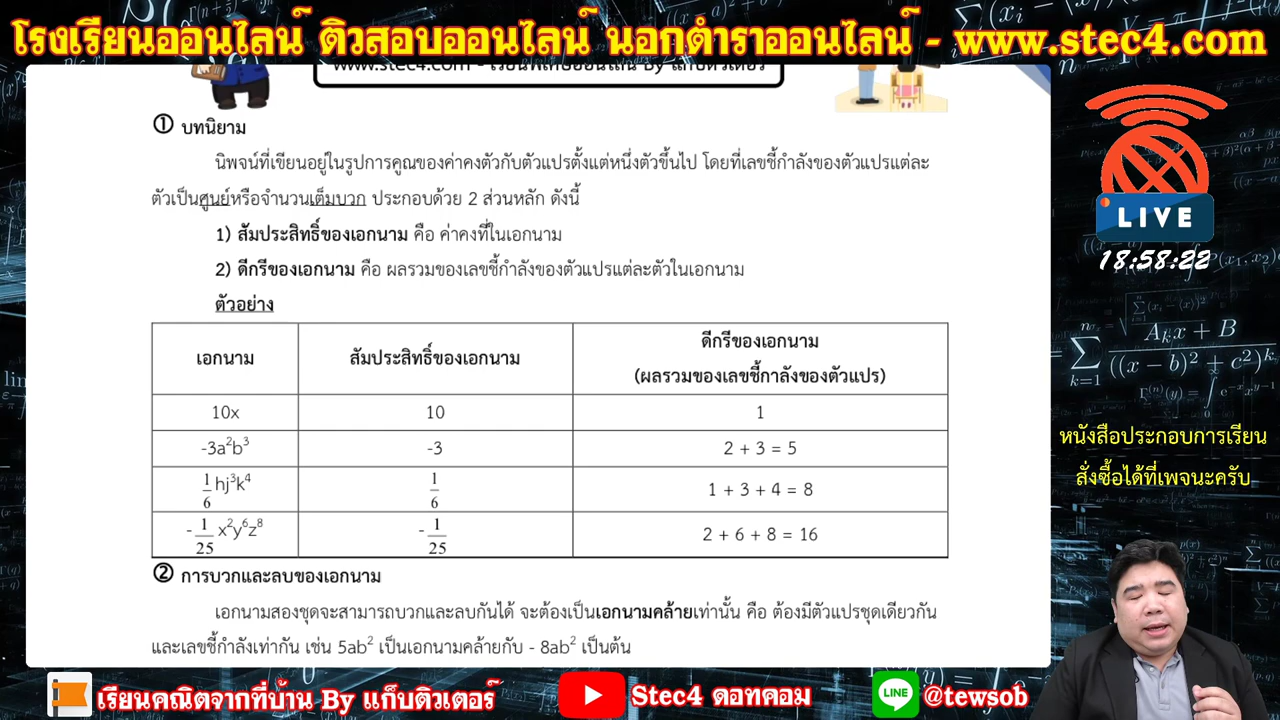 โรงเรียนออนไลน์ ติวสอบออนไลน์ นอกตำราออนไลน์ - www.stec4.com
www.stec4.com - เรียนพิเศษออนไลน์ By แก๊บติวเตอร์
① บทนิยาม
นิพจน์ที่เขียนอยู่ในรูปการคูณของค่าคงตัวกับตัวแปรตั้งแต่หนึ่งตัวขึ้นไป โดยที่เลขชี้กำลังของตัวแปรแต่ละ
ตัวเป็นศูนย์หรือจำนวนเต็มบวก ประกอบด้วย 2 ส่วนหลัก ดังนี้
1) สัมประสิทธิ์ของเอกนาม คือ ค่าคงที่ในเอกนาม
2) ดีกรีของเอกนาม คือ ผลรวมของเลขชี้กำลังของตัวแปรแต่ละตัวในเอกนาม
ตัวอย่าง
เอกนาม สัมประสิทธิ์ของเอกนาม ดีกรีของเอกนาม
(ผลรวมของเลขชี้กาลังของตัวแปร)
10x 10 1
-3a²b³ -3 2 + 3 = 5
1/6 hj³k⁴ 1/6 1 + 3 + 4 = 8
-1/25 x²y⁶z⁸ -1/25 2 + 6 + 8 = 16
② การบวกและลบของเอกนาม
เอกนามสองชุดจะสามารถบวกและลบกันได้ จะต้องเป็นเอกนามคล้ายเท่านั้น คือ ต้องมีตัวแปรชุดเดียวกัน
และเลขชี้กำลังเท่ากัน เช่น 5ab² เป็นเอกนามคล้ายกับ - 8ab² เป็นต้น
LIVE
18:58:22
หนังสือประกอบการเรียน
สั่งซื้อได้ที่เพจนะครับ
เรียนคณิตจากที่บ้าน By แก๊บติวเตอร์
Stec4 ดอทคอม
LINE
@tewsob